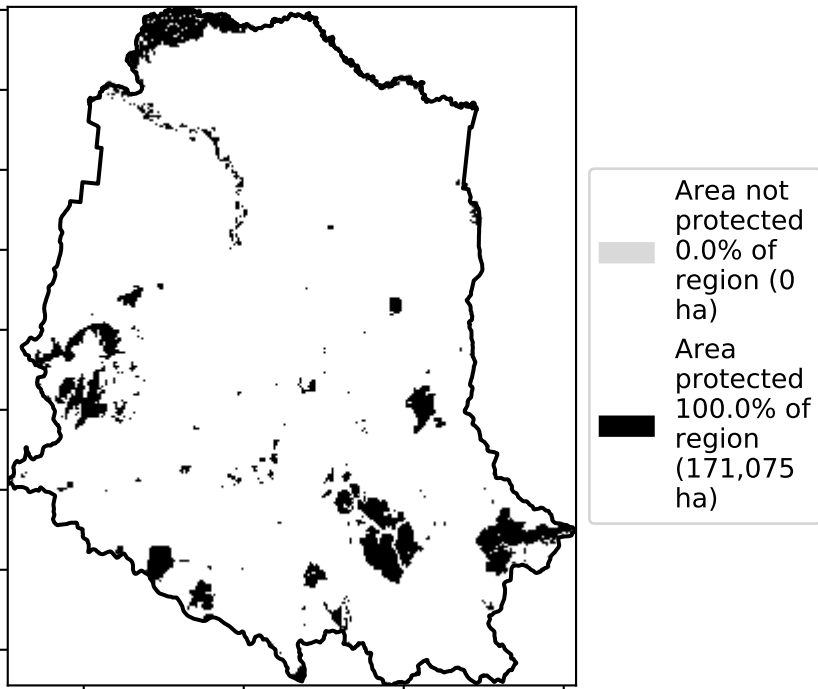 Area not
protected
0.0% of
region (0
ha)
Area
protected
100.0% of
region
(171,075
ha)